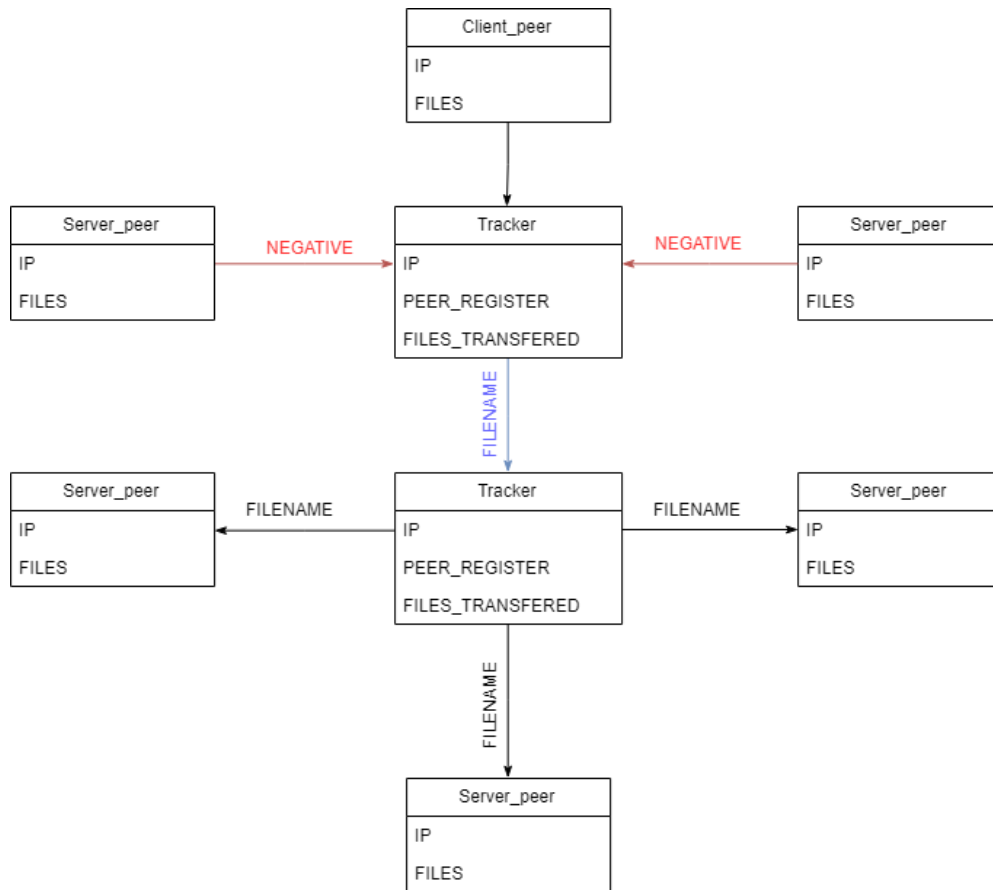 Client_peer
IP
FILES
Server_peer
IP
FILES
NEGATIVE
Tracker
IP
PEER_REGISTER
FILES_TRANSFERED
NEGATIVE
Server_peer
IP
FILES
FILENAME
Server_peer
IP
FILES
FILENAME
Tracker
IP
PEER_REGISTER
FILES_TRANSFERED
FILENAME
Server_peer
IP
FILES
FILENAME
Server_peer
IP
FILES